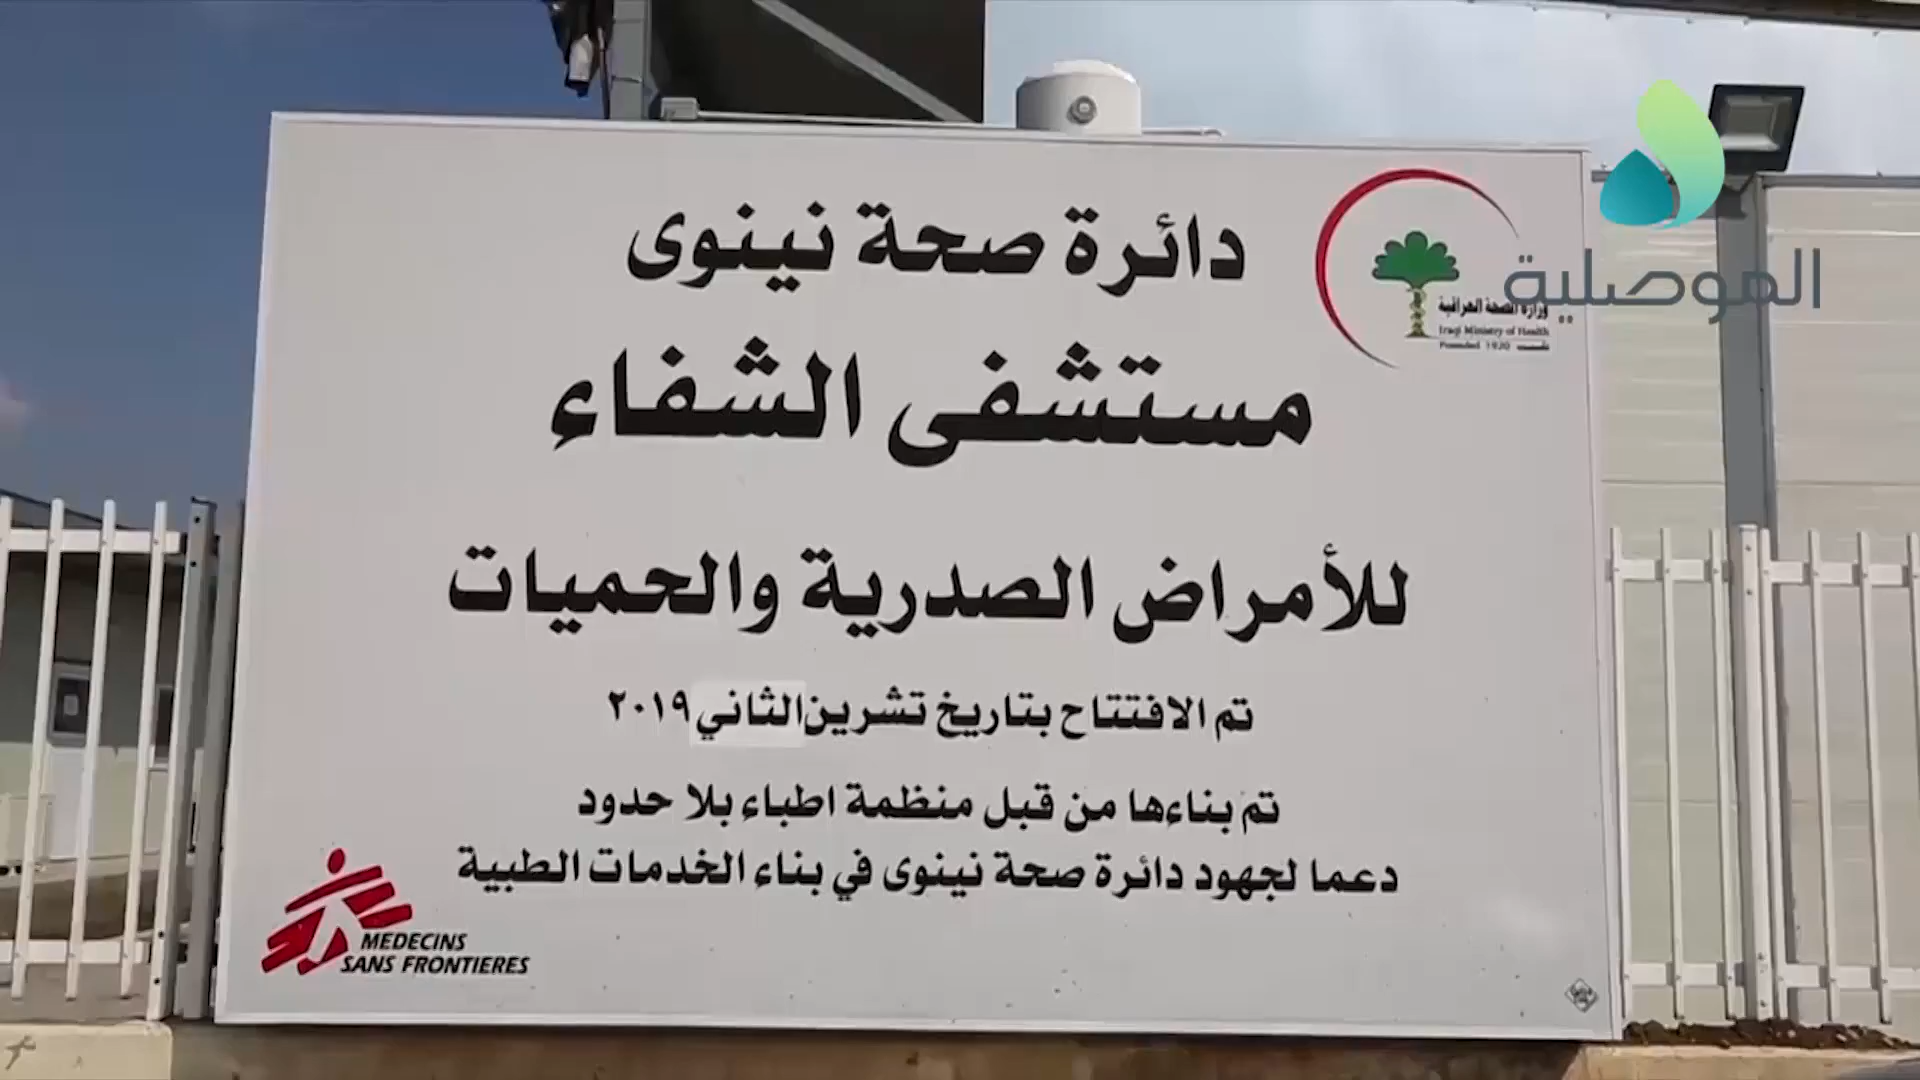 دائرة صحة نينوى
مستشفى الشفاء
للأمراض الصدرية والحميات
تم الافتتاح بتاريخ تشرين الثاني ٢٠١٩
تم بناءها من قبل منظمة اطباء بلا حدود
دعما لجهود دائرة صحة نينوى في بناء الخدمات الطبية
MEDECINS
SANS FRONTIERES
وزارة الصحة العراقية
Iraqi Ministry of Health
Founded 1920
الموصلية